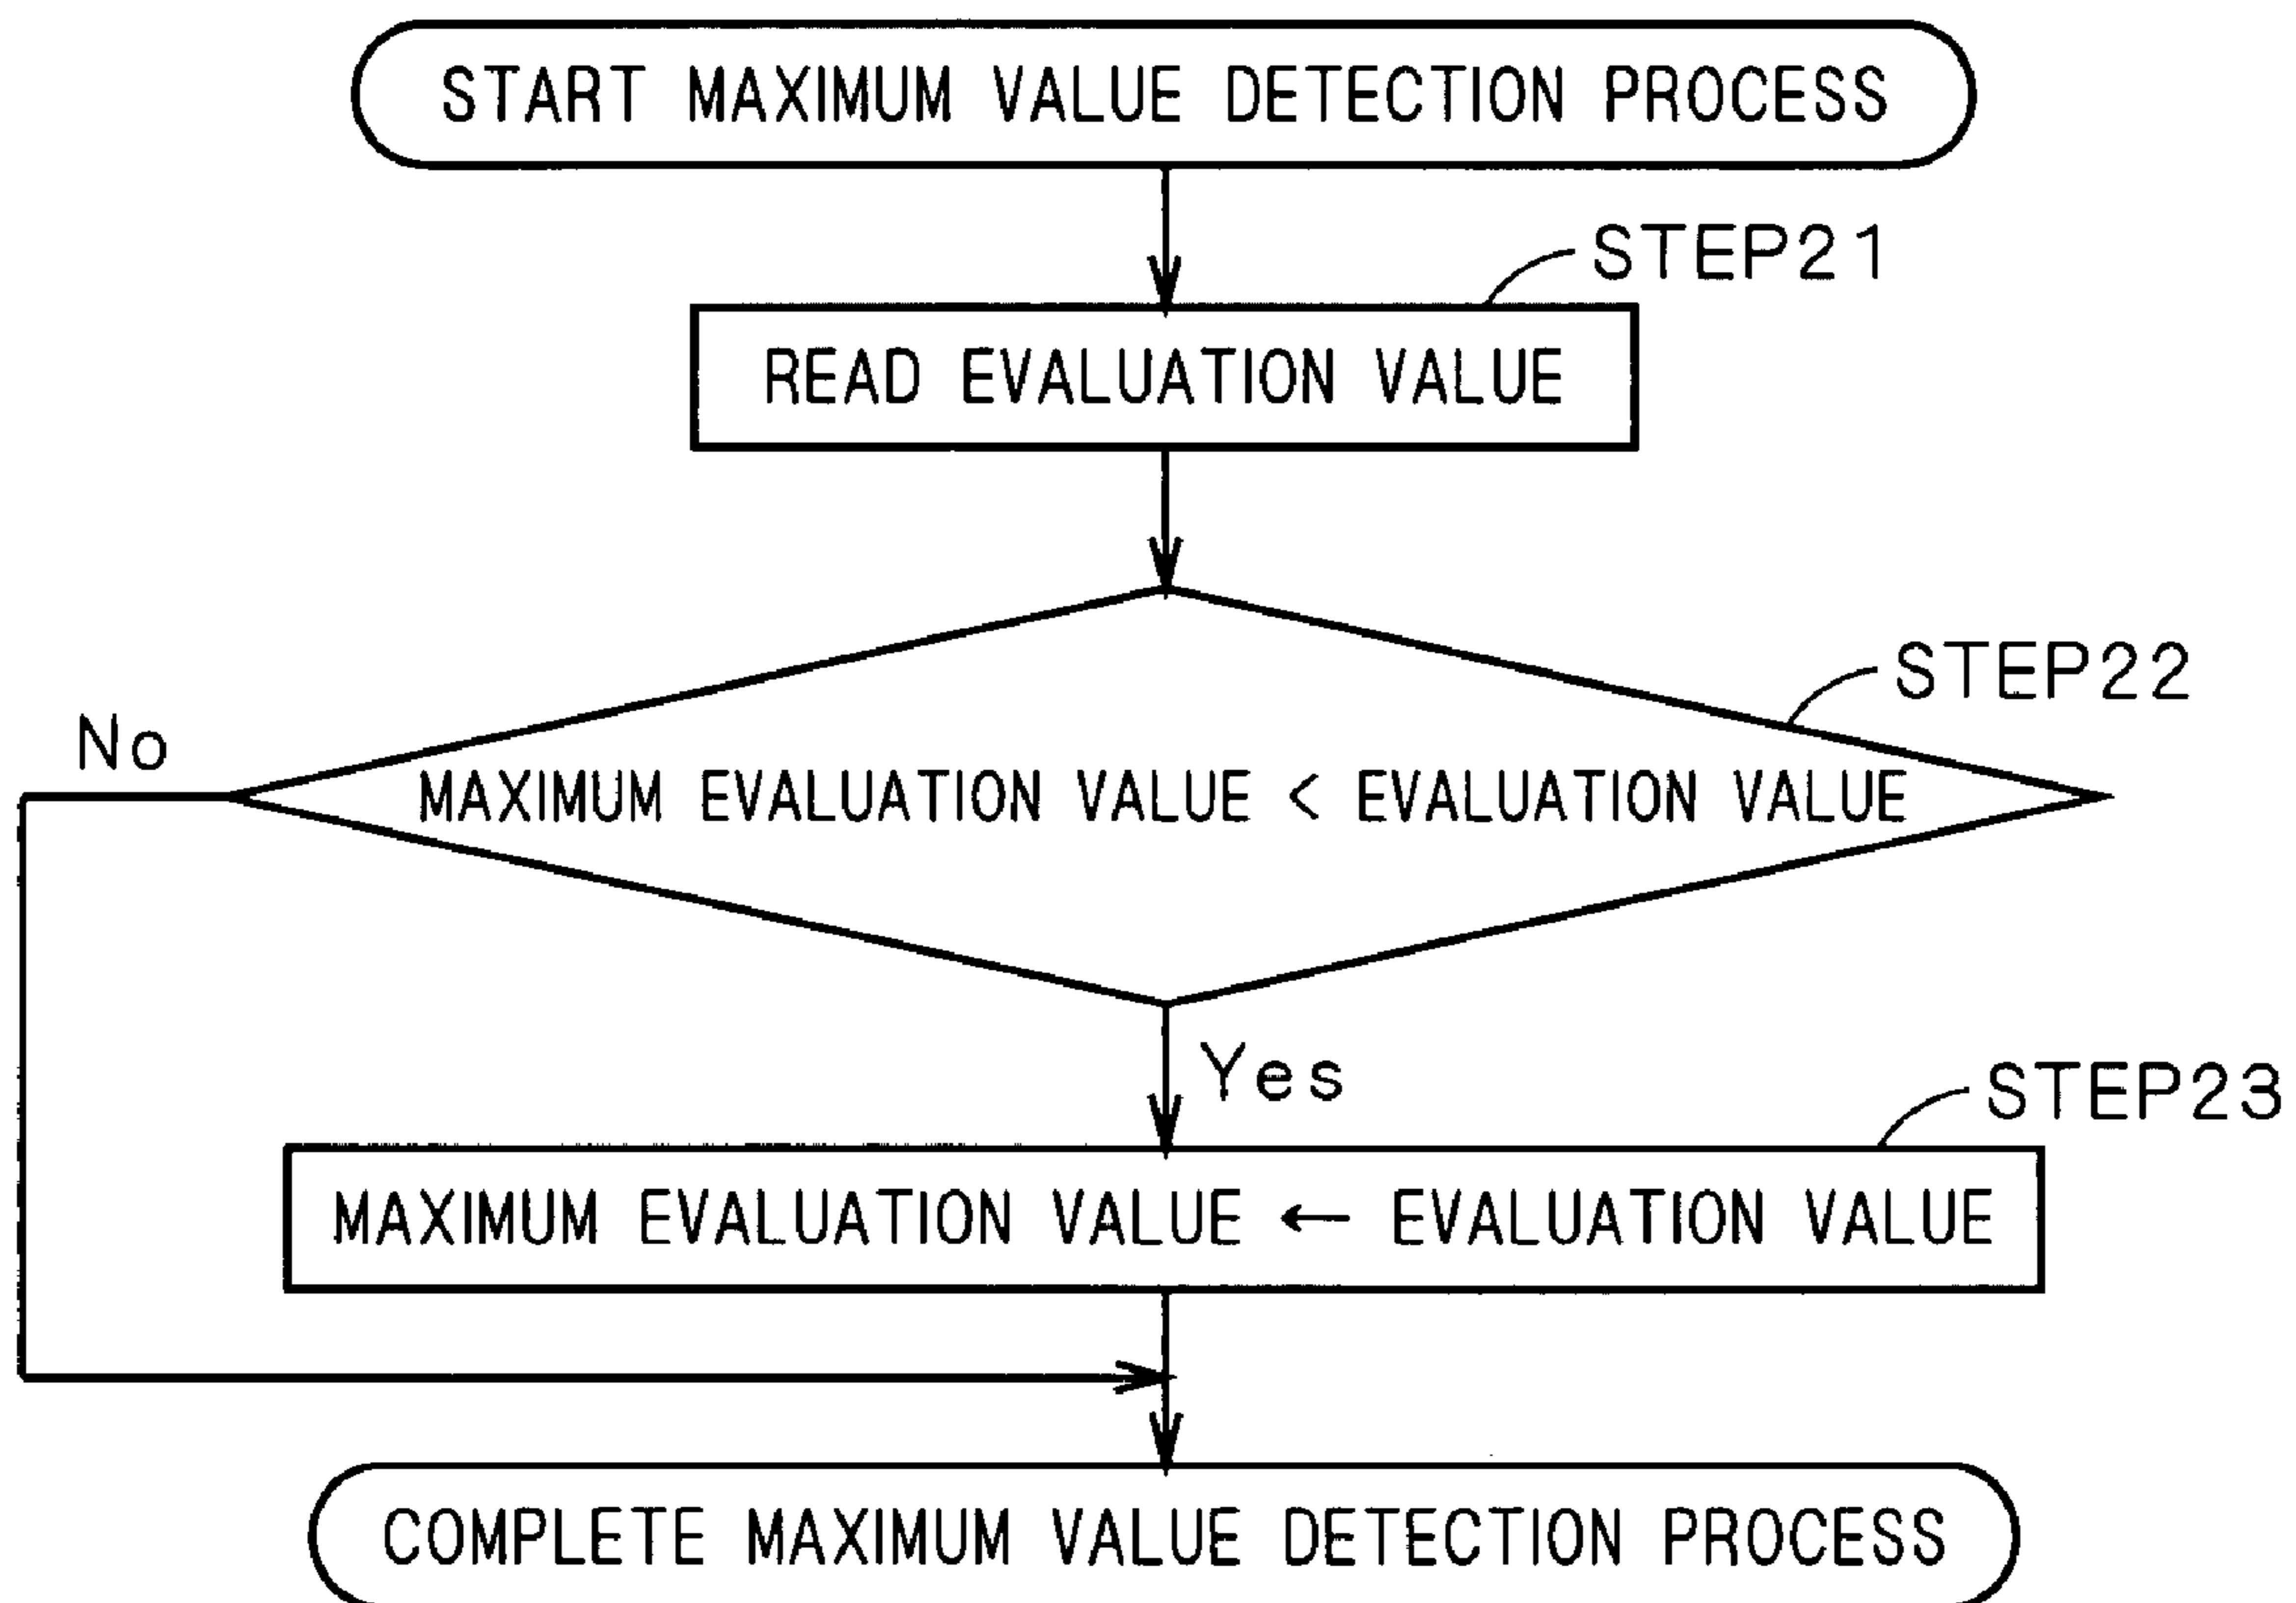 START MAXIMUM VALUE DETECTION PROCESS
STEP21
READ EVALUATION VALUE
STEP22
No
MAXIMUM EVALUATION VALUE < EVALUATION VALUE
Yes
STEP23
MAXIMUM EVALUATION VALUE ← EVALUATION VALUE
COMPLETE MAXIMUM VALUE DETECTION PROCESS